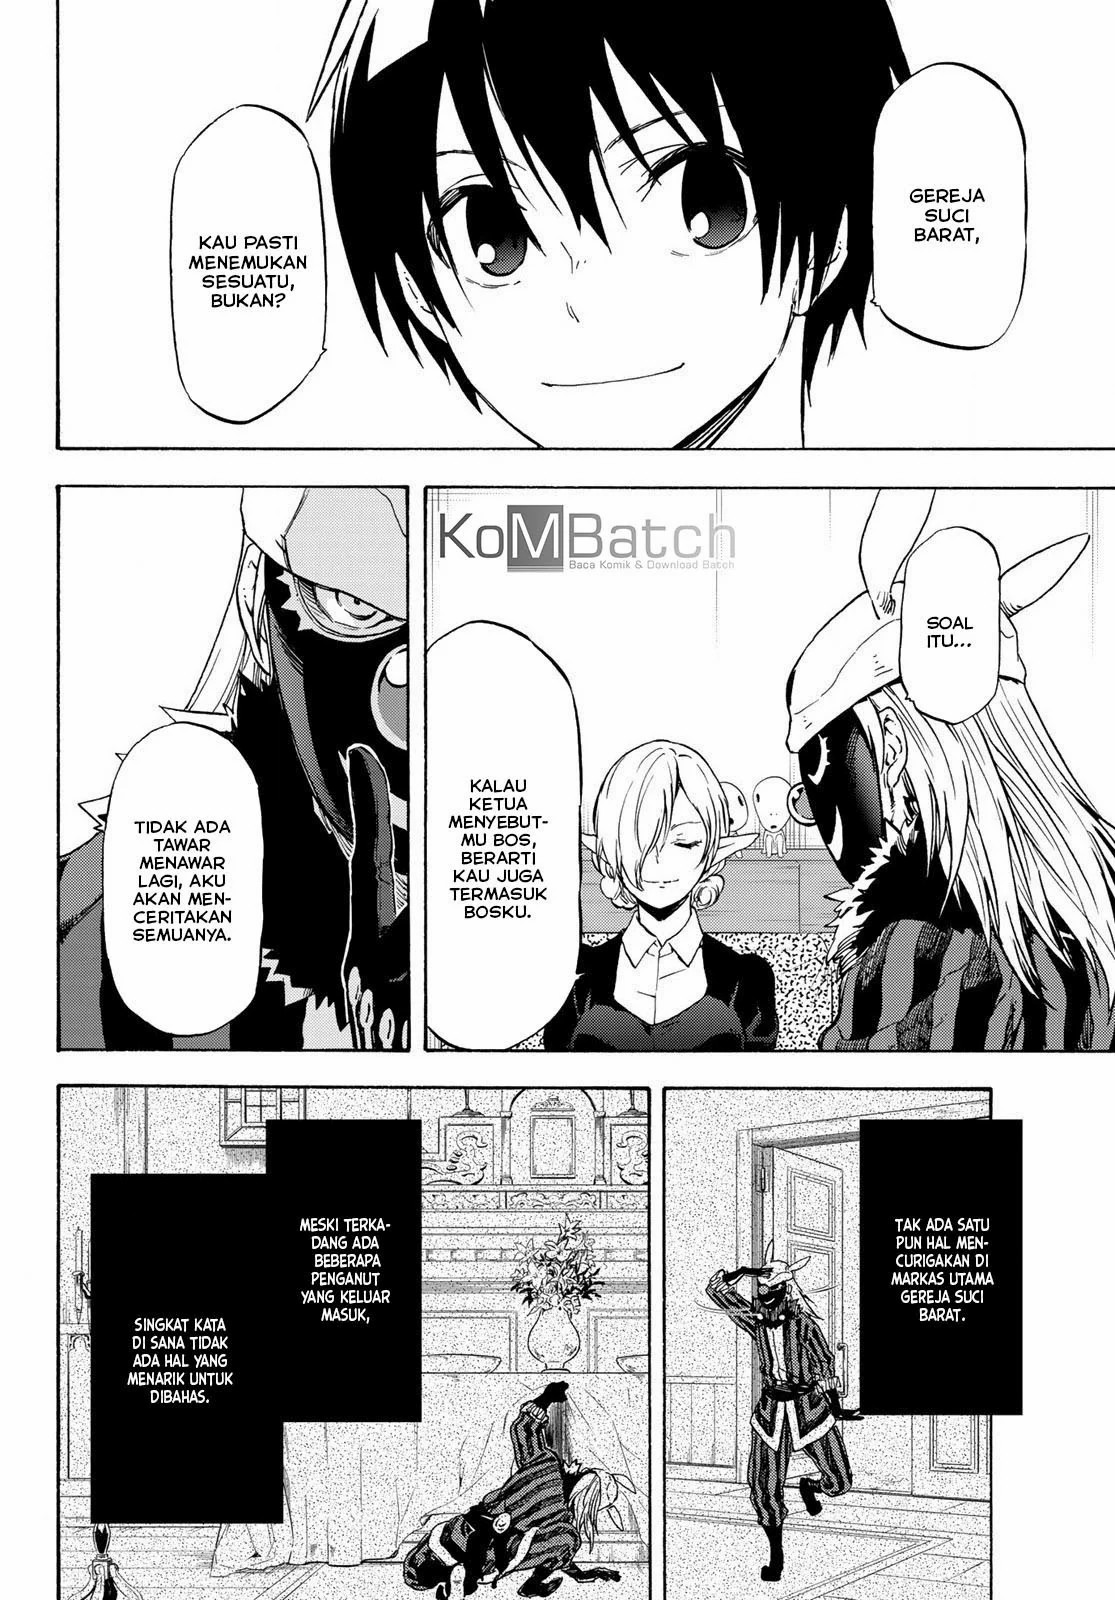 GEREJA
SUCI
BARAT,
KAU PASTI
MENEMUKAN
SESUATU,
BUKAN?
KoMBatch
Baca Komik & Download Batch
SOAL
ITU...
KALAU
KETUA
MENYEBUT-
MU BOS,
BERARTI
KAU JUGA
TERMASUK
BOSKU.
TIDAK ADA
TAWAR
MENAWAR
LAGI, AKU
AKAN MEN-
CERITAKAN
SEMUANYA.
TAK ADA SATU
PUN HAL MEN-
CURIGAKAN DI
MARKAS UTAMA
GEREJA SUCI
BARAT.
MESKI TERKA-
DANG ADA
BEBERAPA
PENGANUT
YANG KELUAR
MASUK,
SINGKAT KATA
DI SANA TIDAK
ADA HAL YANG
MENARIK UNTUK
DIBAHAS.